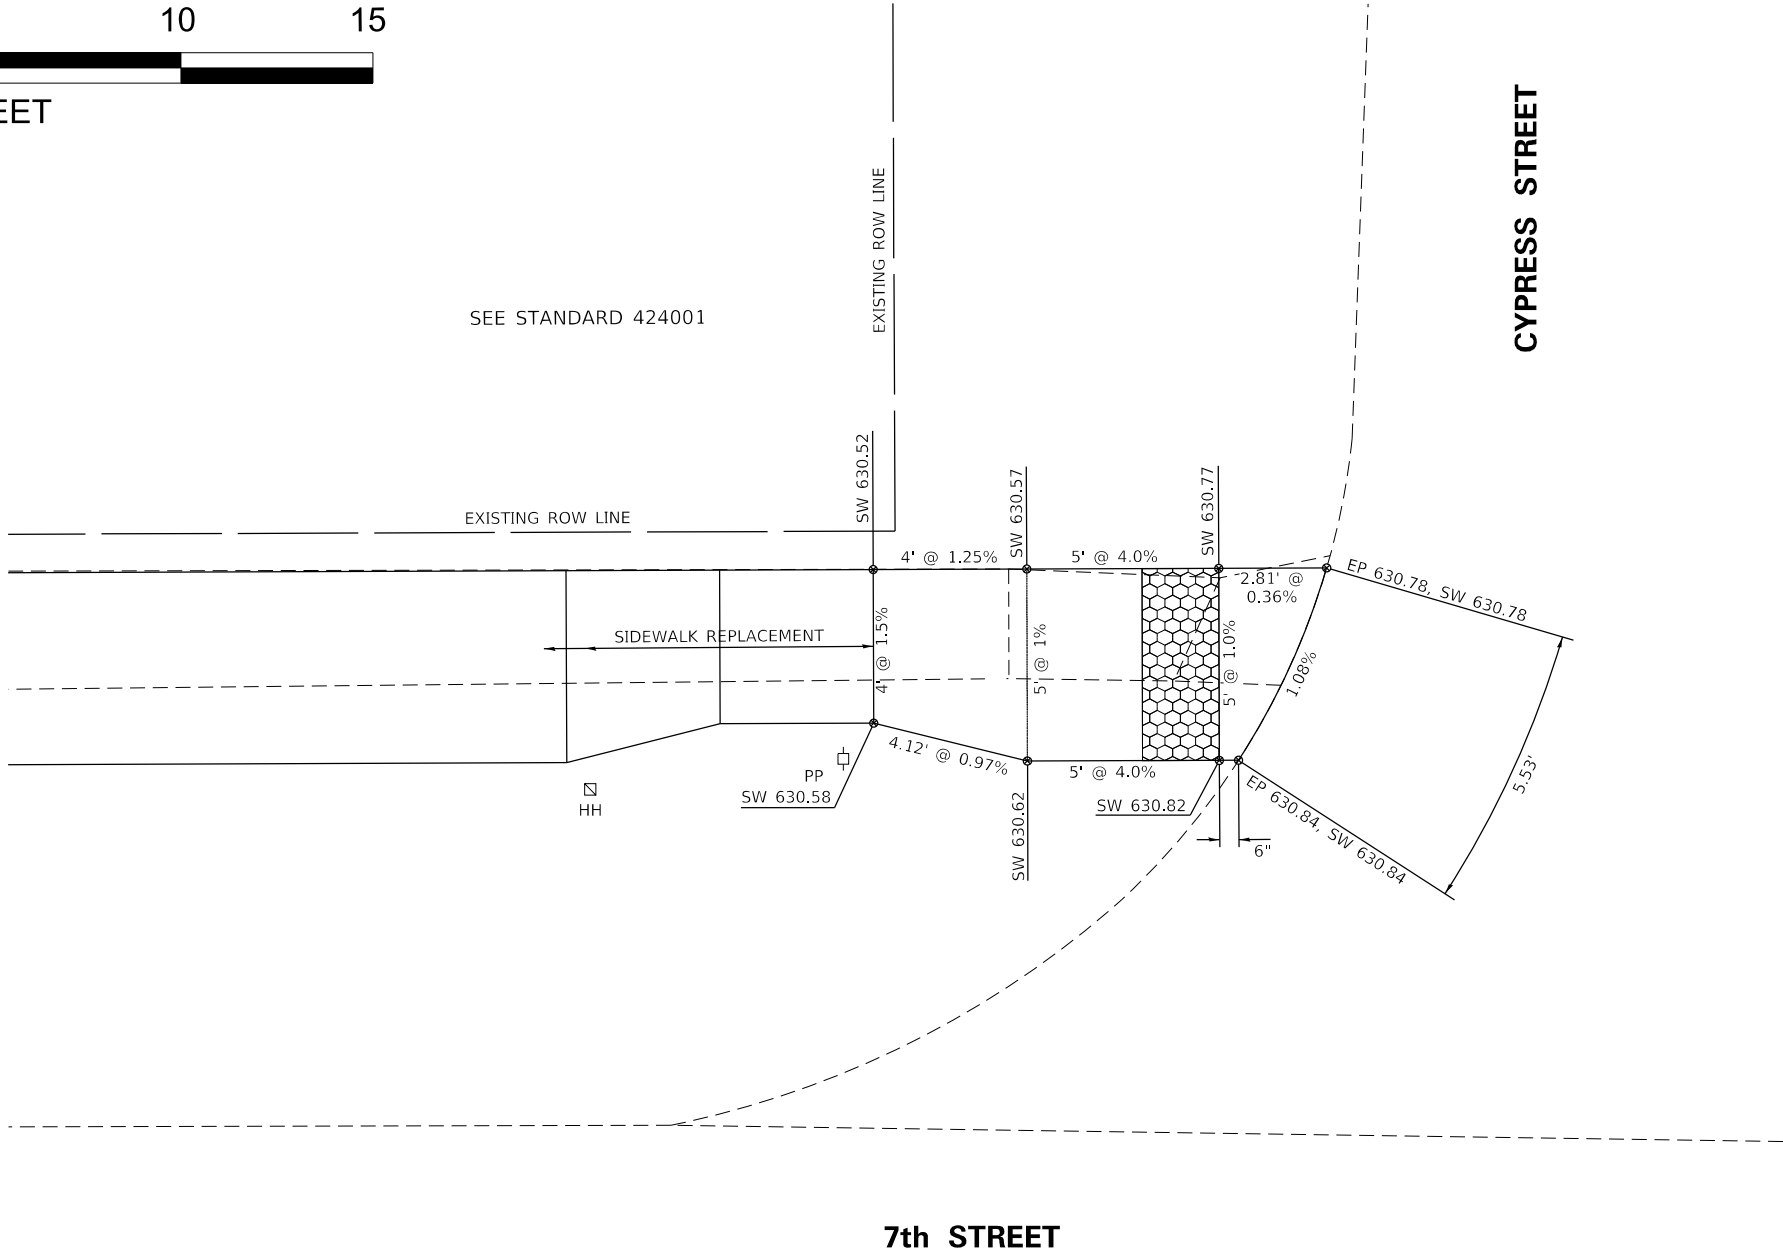 10 15
EET
CYPRESS STREET
EXISTING ROW LINE
SEE STANDARD 424001
SW 630.52
SW 630.57
SW 630.77
EXISTING ROW LINE
4' @ 1.25%
5' @ 4.0%
2.81' @
0.36%
EP 630.78, SW 630.78
SIDEWALK REPLACEMENT
4' @ 1.5%
5' @ 1%
5' @ 1.0%
1.08%
5.53'
4.12' @ 0.97%
5' @ 4.0%
PP
HH
SW 630.58
SW 630.62
SW 630.82
EP 630.84, SW 630.84
6"
7th STREET